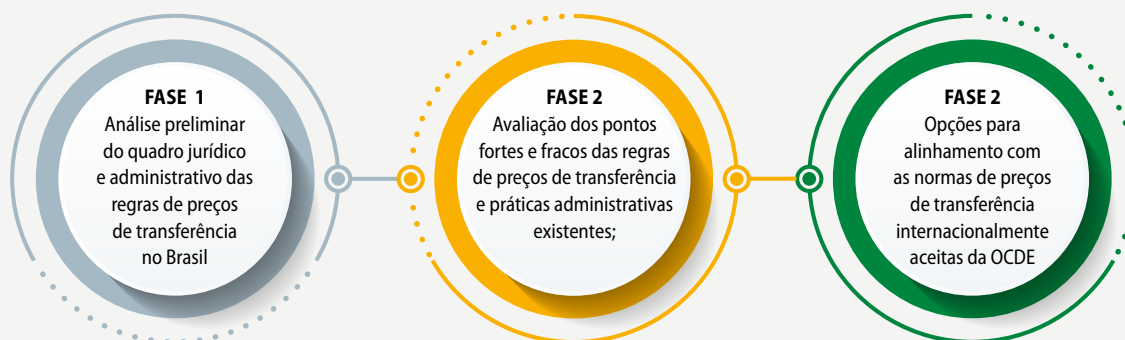 FASE 1
Análise preliminar
do quadro jurídico
e administrativo das
regras de preços
de transferência
no Brasil
FASE 2
Avaliação dos pontos
fortes e fracos das regras
de preços de transferência
e práticas administrativas
existentes;
FASE 2
Opções para
alinhamento com
as normas de preços
de transferência
internacionalmente
aceitas da OCDE